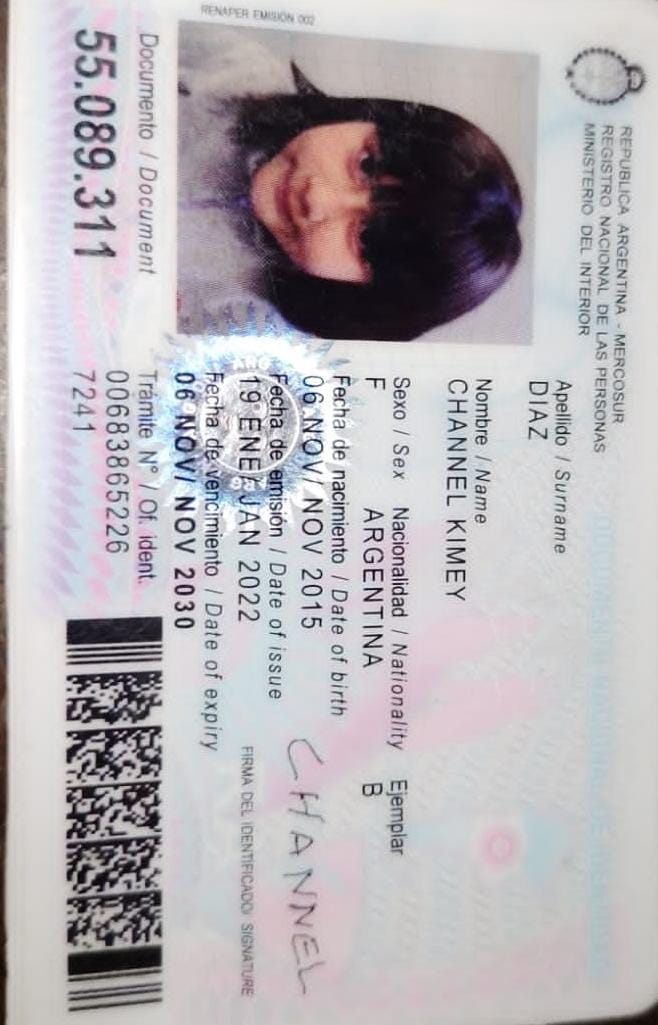 REPUBLICA ARGENTINA - MERCOSUR
REGISTRO NACIONAL DE LAS PERSONAS
MINISTERIO DEL INTERIOR
Apellido / Surname
DIAZ
Nombre / Name
CHANNEL KIMEY
Sexo / Sex Nacionalidad / Nationality Ejemplar
F ARGENTINA B
Fecha de nacimiento / Date of birth
06 NOV/ NOV 2015
Fecha de emisión / Date of issue
19 ENE/ JAN 2022
Fecha de vencimiento / Date of expiry
06 NOV/ NOV 2030
CHANNEL
FIRMA DEL IDENTIFICADO/ SIGNATURE
RENAPER EMISIÓN 002
Documento / Document
55.089.311
Trámite N° / Of. ident.
00683865226
7241